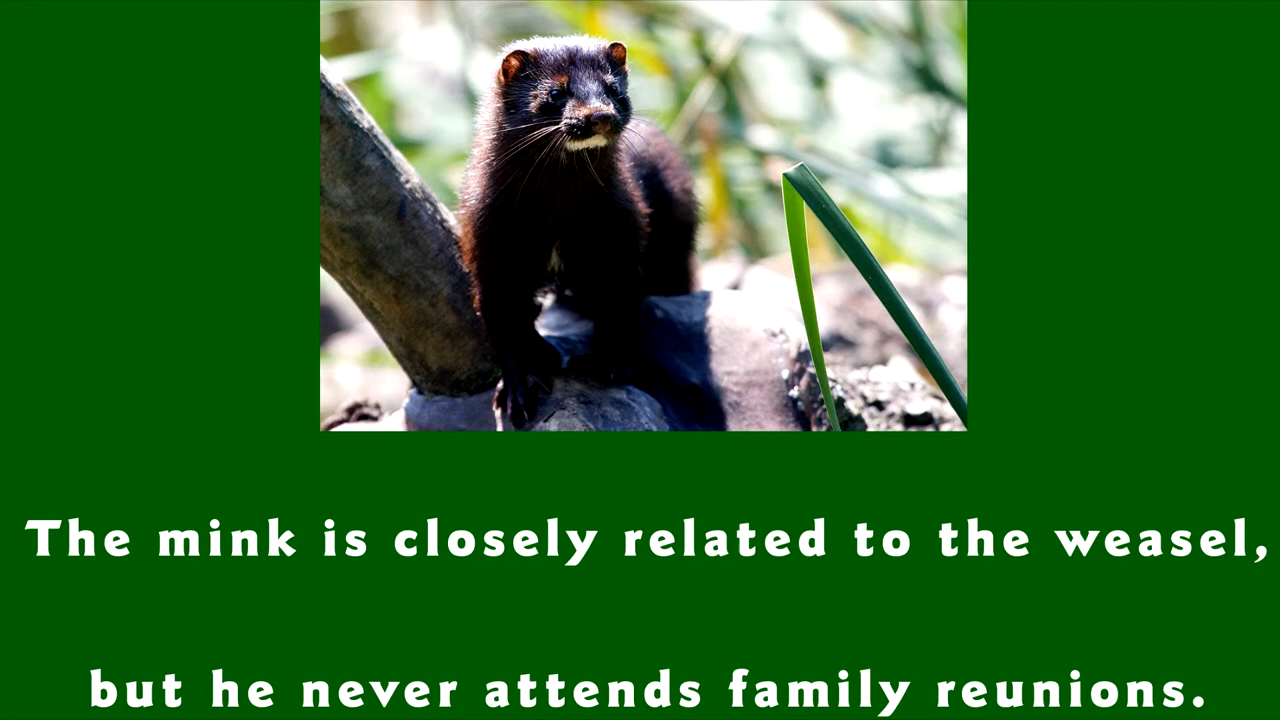 The mink is closely related to the weasel,
but he never attends family reunions.